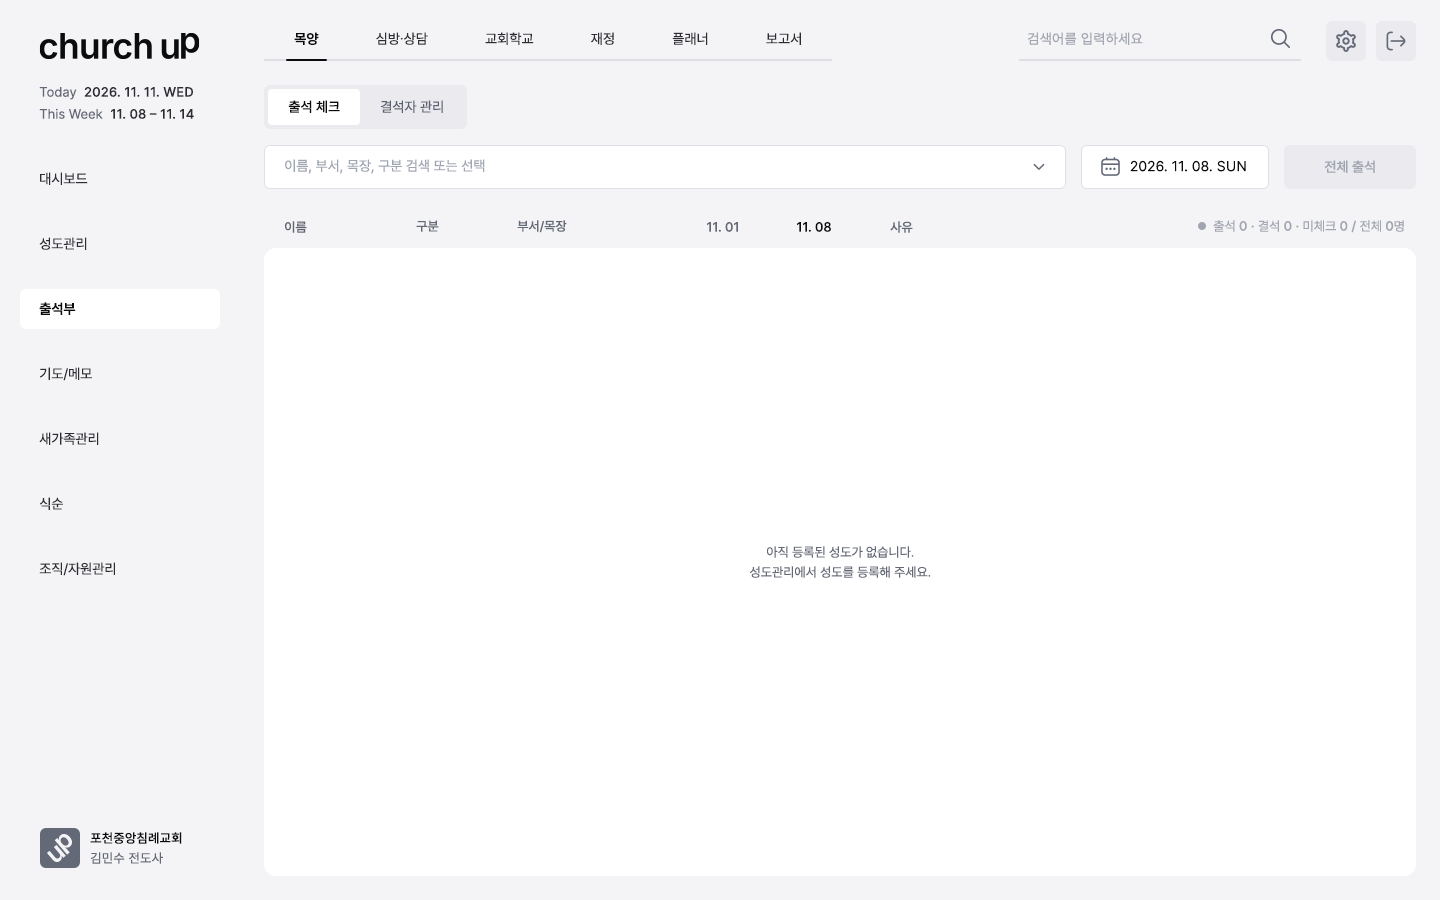 church up
목양
심방·상담
교회학교
재정
플래너
보고서
검색어를 입력하세요
Today 2026. 11. 11. WED
This Week 11. 08 – 11. 14
출석 체크
결석자 관리
이름, 부서, 목장, 구분 검색 또는 선택
2026. 11. 08. SUN
전체 출석
이름
구분
부서/목장
11. 01
11. 08
사유
출석 0 · 결석 0 · 미체크 0 / 전체 0명
대시보드
성도관리
출석부
기도/메모
새가족관리
식순
조직/자원관리
아직 등록된 성도가 없습니다.
성도관리에서 성도를 등록해 주세요.
up
포천중앙침례교회
김민수 전도사